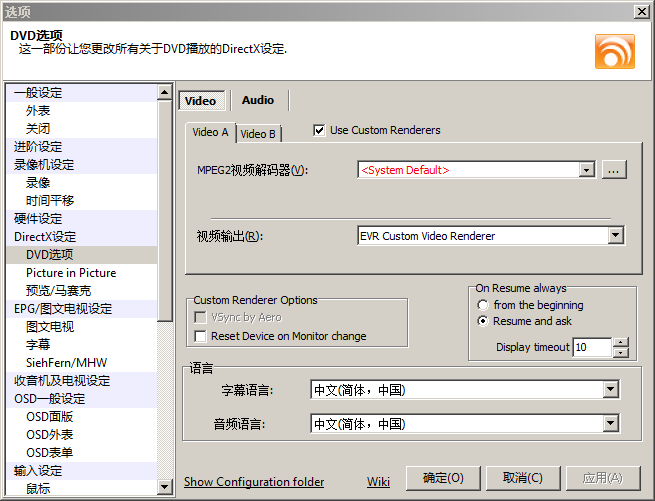 选项
DVD选项
这一部份让您更改所有关于DVD播放的DirectX设定.
一般设定
外表
关闭
进阶设定
录像机设定
录像
时间平移
硬件设定
DirectX设定
DVD选项
Picture in Picture
预览/马赛克
EPG/图文电视设定
图文电视
字幕
SiehFern/MHW
收音机及电视设定
OSD一般设定
OSD面版
OSD外表
OSD表单
输入设定
鼠标
Video
Audio
Video A
Video B
Use Custom Renderers
MPEG2视频解码器(V):
<System Default>
...
视频输出(R):
EVR Custom Video Renderer
Custom Renderer Options
VSync by Aero
Reset Device on Monitor change
On Resume always
from the beginning
Resume and ask
Display timeout
10
语言
字幕语言:
中文(简体，中国)
音频语言:
中文(简体，中国)
Show Configuration folder
Wiki
确定(O)
取消(C)
应用(A)